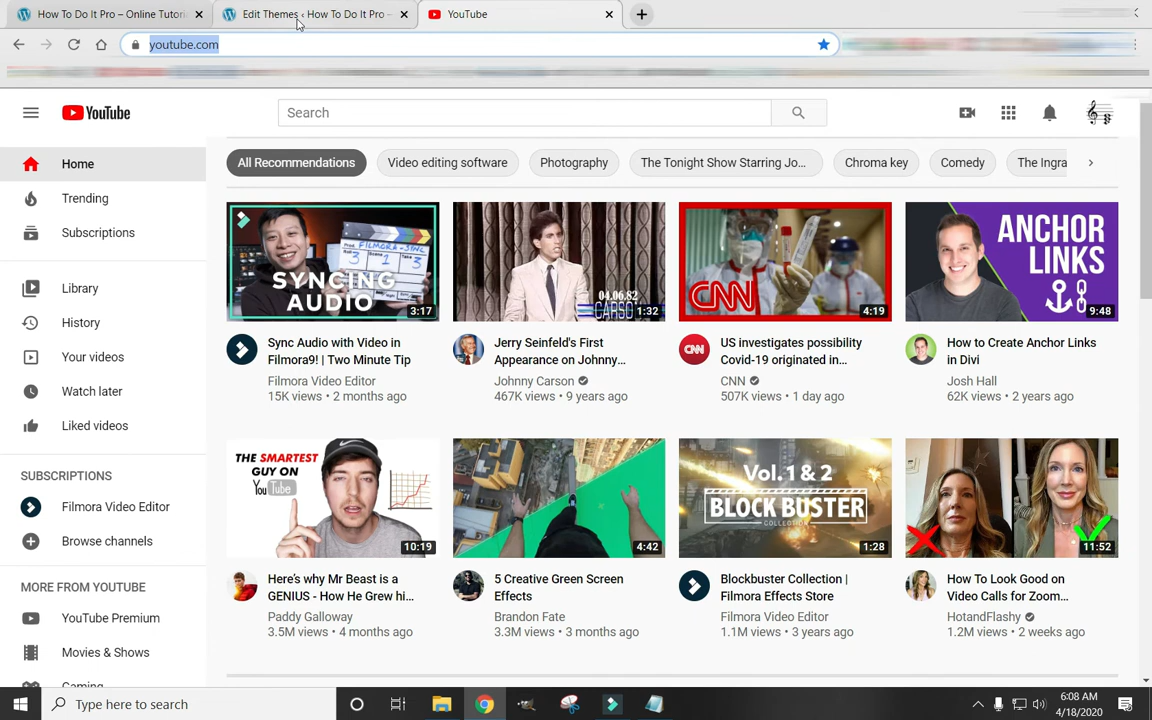 How To Do It Pro – Online Tutori
Edit Themes ‹ How To Do It Pro –
YouTube
youtube.com
YouTube
Search
Home
Trending
Subscriptions
Library
History
Your videos
Watch later
Liked videos
SUBSCRIPTIONS
Filmora Video Editor
Browse channels
MORE FROM YOUTUBE
YouTube Premium
Movies & Shows
Gaming
All Recommendations
Video editing software
Photography
The Tonight Show Starring Jo...
Chroma key
Comedy
The Ingra
FILMORA-SYNC
SYNCING
AUDIO
3:17
Sync Audio with Video in
Filmora9! | Two Minute Tip
Filmora Video Editor
15K views • 2 months ago
04.06.82
CARSO
1:32
Jerry Seinfeld's First
Appearance on Johnny...
Johnny Carson
467K views • 9 years ago
CNN
4:19
CNN
US investigates possibility
Covid-19 originated in...
CNN
507K views • 1 day ago
ANCHOR
LINKS
9:48
How to Create Anchor Links
in Divi
Josh Hall
62K views • 2 years ago
THE SMARTEST
GUY ON
YouTube
10:19
Here's why Mr Beast is a
GENIUS - How He Grew hi...
Paddy Galloway
3.5M views • 4 months ago
4:42
5 Creative Green Screen
Effects
Brandon Fate
3.3M views • 3 months ago
Vol. 1 & 2
BLOCK BUSTER
COLLECTION
1:28
Blockbuster Collection |
Filmora Effects Store
Filmora Video Editor
1.1M views • 3 years ago
11:52
How To Look Good on
Video Calls for Zoom...
HotandFlashy
1.2M views • 2 weeks ago
Type here to search
6:08 AM
4/18/2020